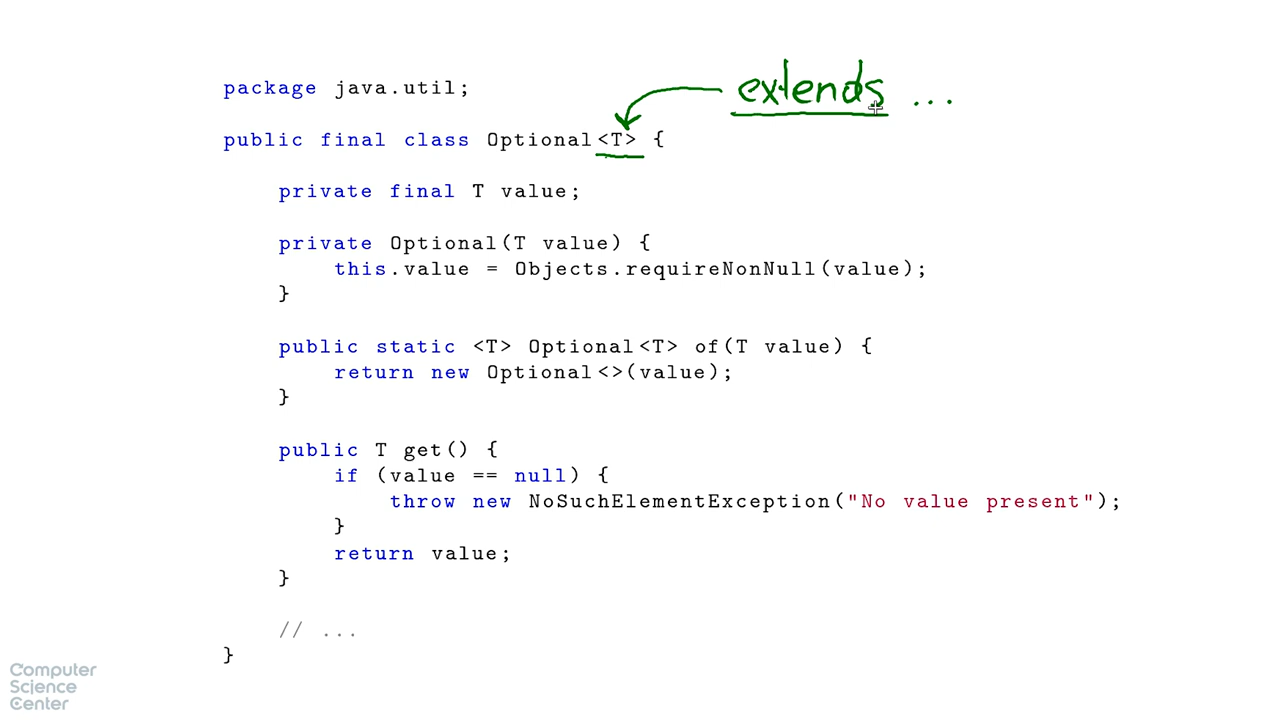 extends ...
package java.util;
public final class Optional<T> {
private final T value;
private Optional(T value) {
this.value = Objects.requireNonNull(value);
}
public static <T> Optional<T> of(T value) {
return new Optional<>(value);
}
public T get() {
if (value == null) {
throw new NoSuchElementException("No value present");
}
return value;
}
// ...
}
Computer
Science
Center